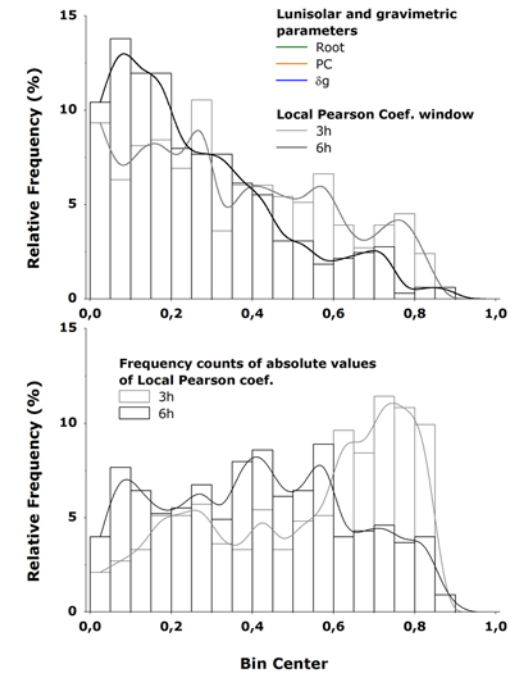 15
10
5
0
Relative Frequency (%)
Lunisolar and gravimetric
parameters
Root
PC
δg
Local Pearson Coef. window
3h
6h
0,0 0,2 0,4 0,6 0,8 1,0
15
10
5
0
Relative Frequency (%)
Frequency counts of absolute values
of Local Pearson coef.
3h
6h
0,0 0,2 0,4 0,6 0,8 1,0
Bin Center